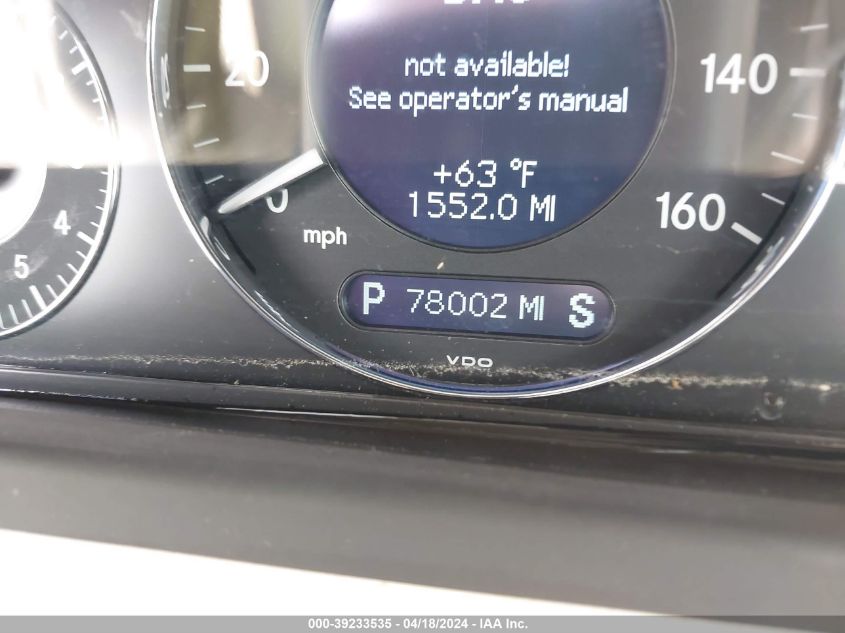 20
not available!
140
See operator's manual
+63 °F
0
1552.0 MI
160
4
mph
5
P 78002 MI S
VDO
000-39233535 - 04/18/2024 - IAA Inc.